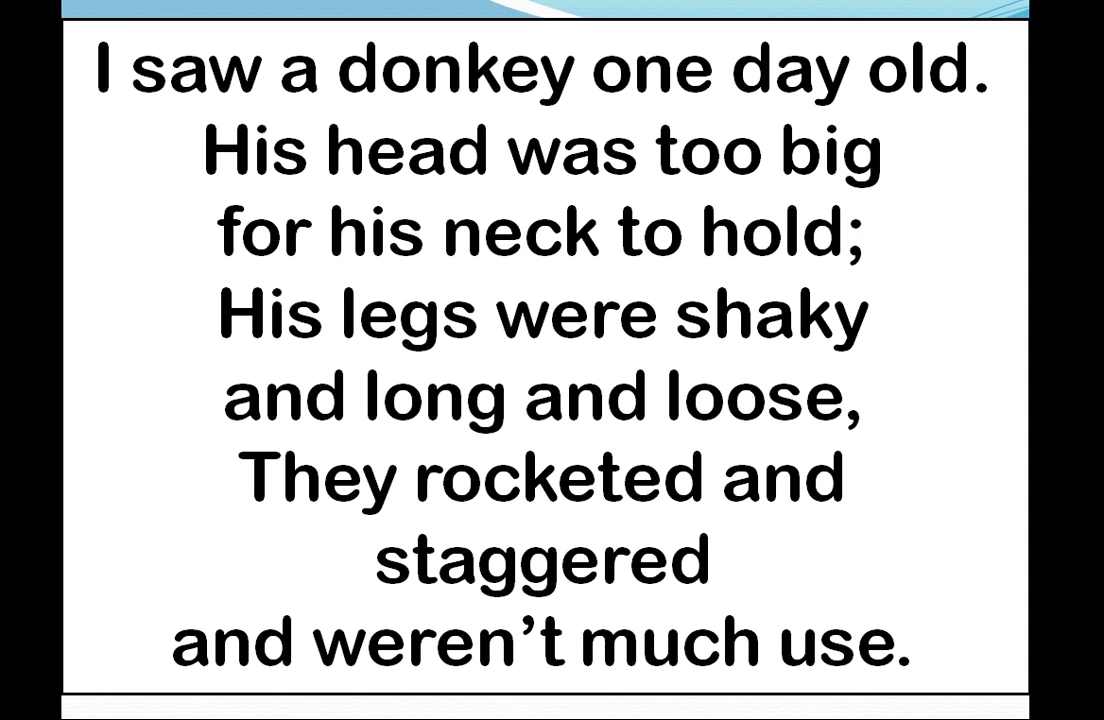 I saw a donkey one day old.
His head was too big
for his neck to hold;
His legs were shaky
and long and loose,
They rocketed and
staggered
and weren’t much use.